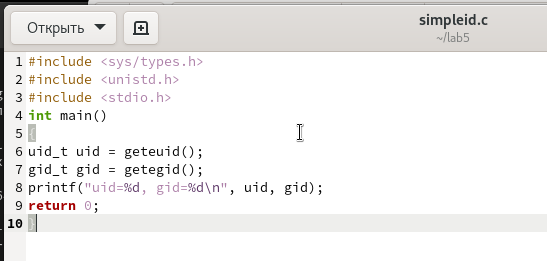 Открыть
simpleid.c
~/lab5
1 #include <sys/types.h>
2 #include <unistd.h>
3 #include <stdio.h>
4 int main()
5 {
6 uid_t uid = geteuid();
7 gid_t gid = getegid();
8 printf("uid=%d, gid=%d\n", uid, gid);
9 return 0;
10 }